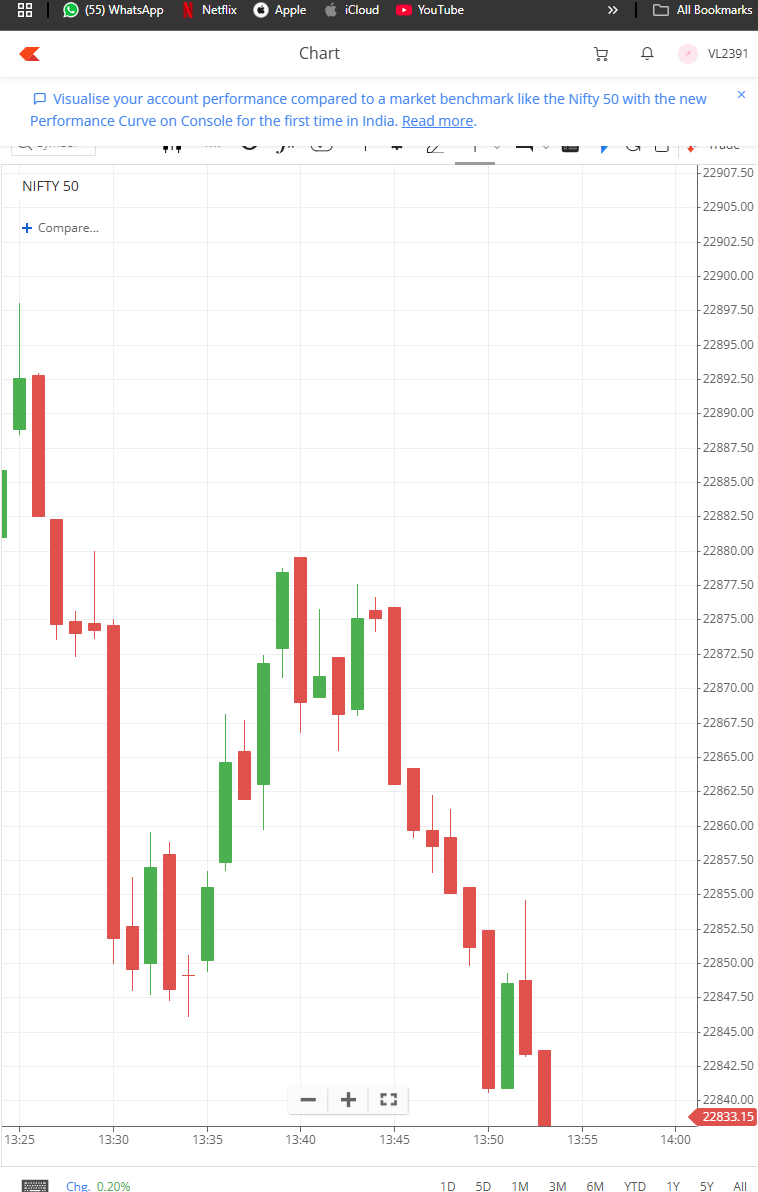 (55) WhatsApp
Netflix
Apple
iCloud
YouTube
»
All Bookmarks
Chart
VL2391
Visualise your account performance compared to a market benchmark like the Nifty 50 with the new
Performance Curve on Console for the first time in India. Read more.
NIFTY 50
+ Compare...
22907.50
22905.00
22902.50
22900.00
22897.50
22895.00
22892.50
22890.00
22887.50
22885.00
22882.50
22880.00
22877.50
22875.00
22872.50
22870.00
22867.50
22865.00
22862.50
22860.00
22857.50
22855.00
22852.50
22850.00
22847.50
22845.00
22842.50
22840.00
22833.15
13:25 13:30 13:35 13:40 13:45 13:50 13:55 14:00
Chg. 0.20% 1D 5D 1M 3M 6M YTD 1Y 5Y All